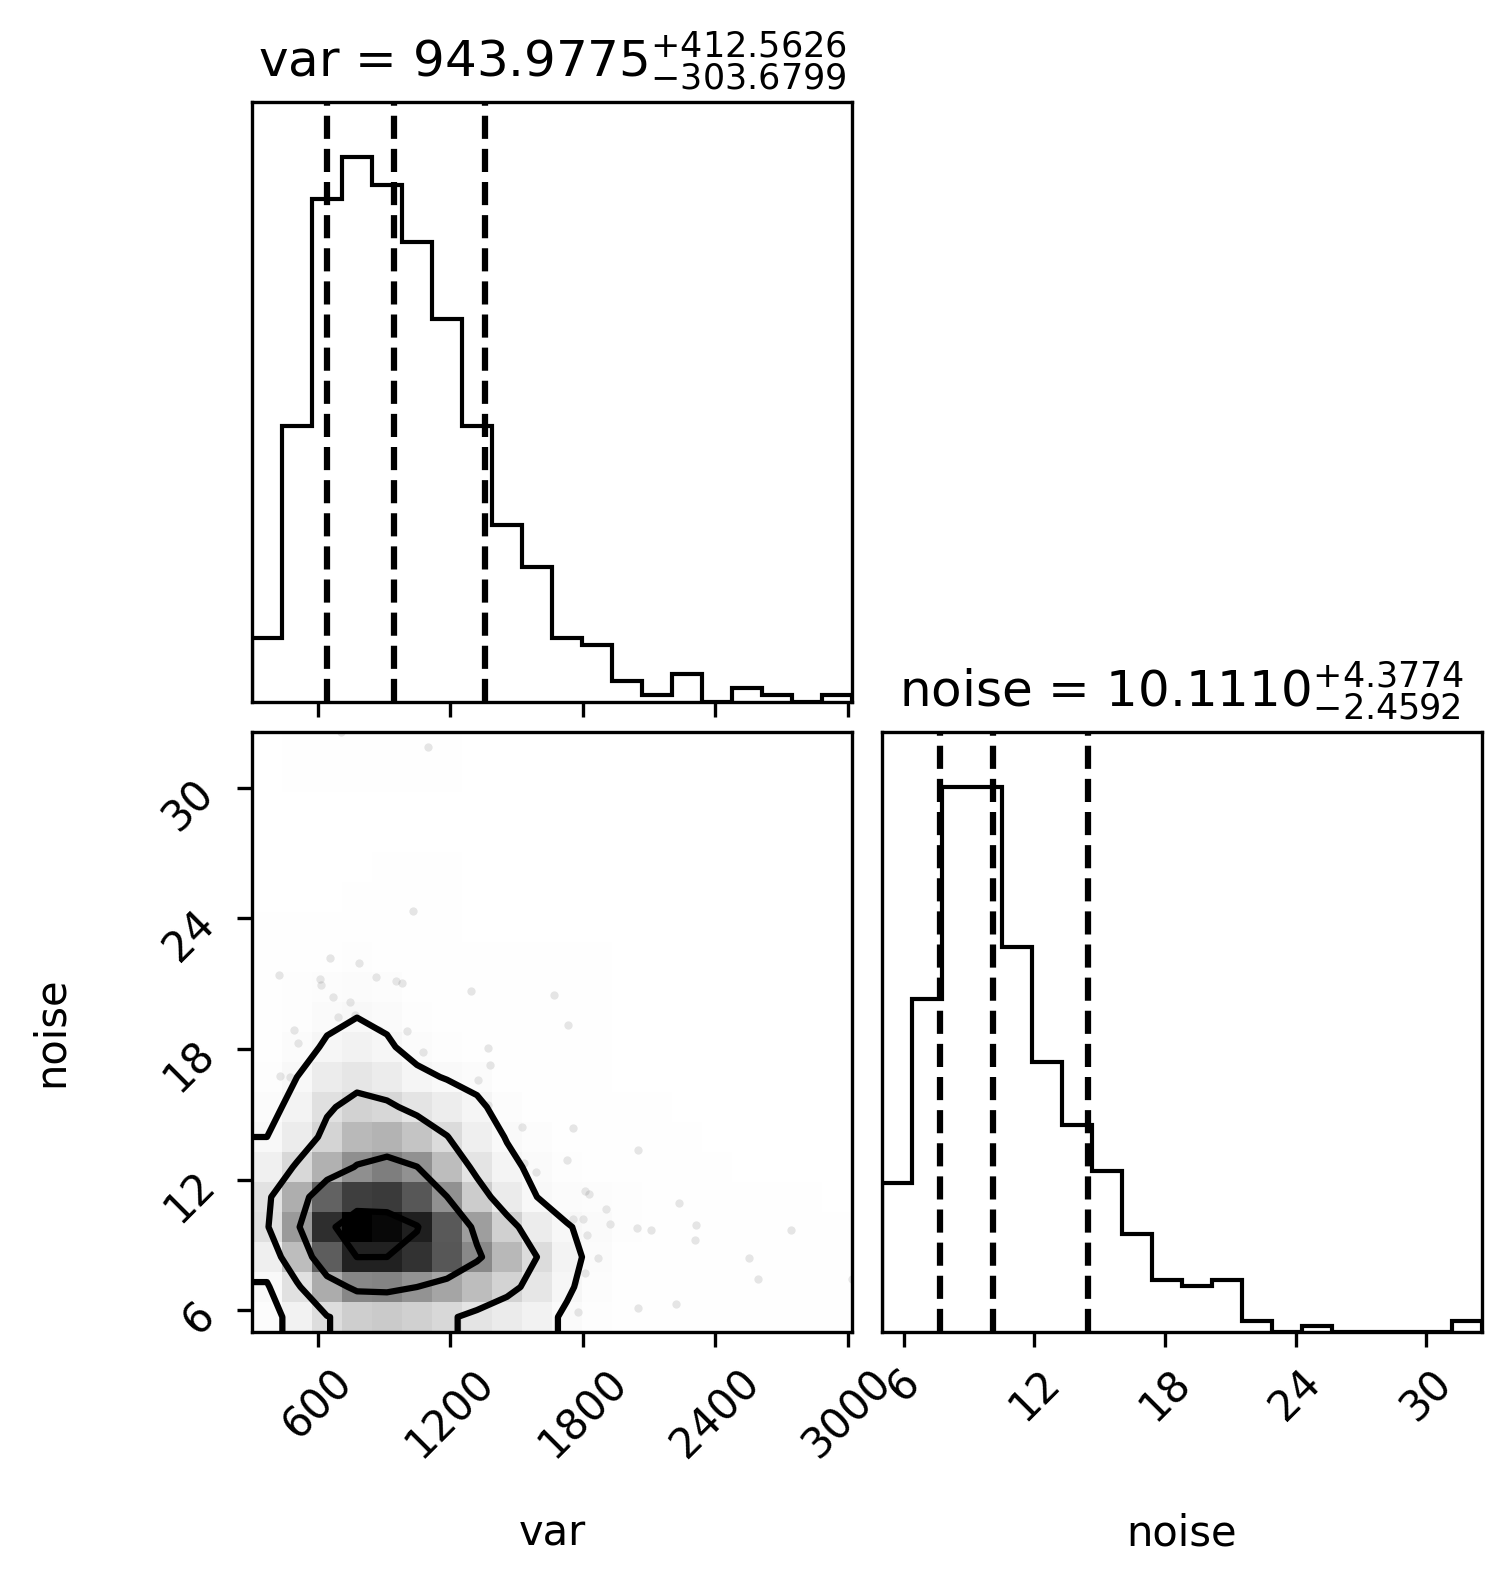 var = 943.9775+412.5626−303.6799
noise = 10.1110+4.3774−2.4592
30
24
18
12
6
noise
600 1200 1800 2400 3000
6 12 18 24 30
var
noise